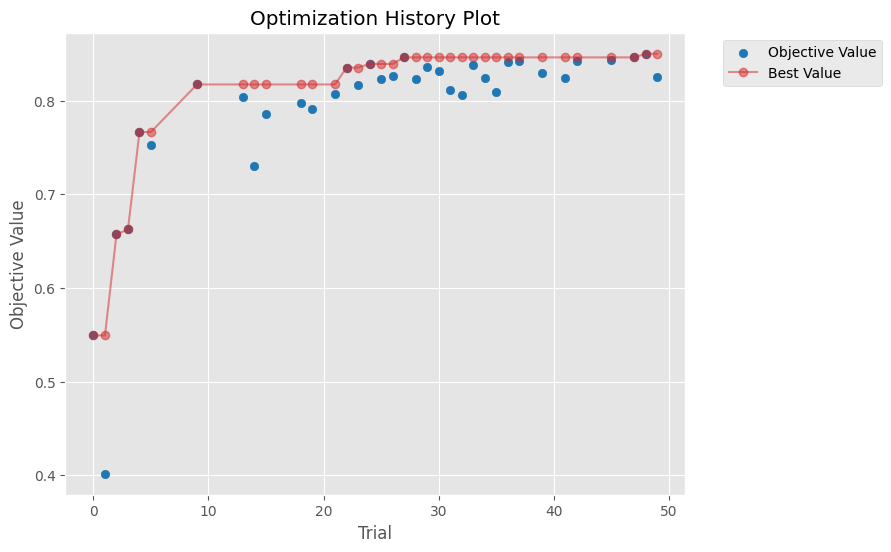 Optimization History Plot
Objective Value
Best Value
Objective Value
0.8
0.7
0.6
0.5
0.4
0 10 20 30 40 50
Trial